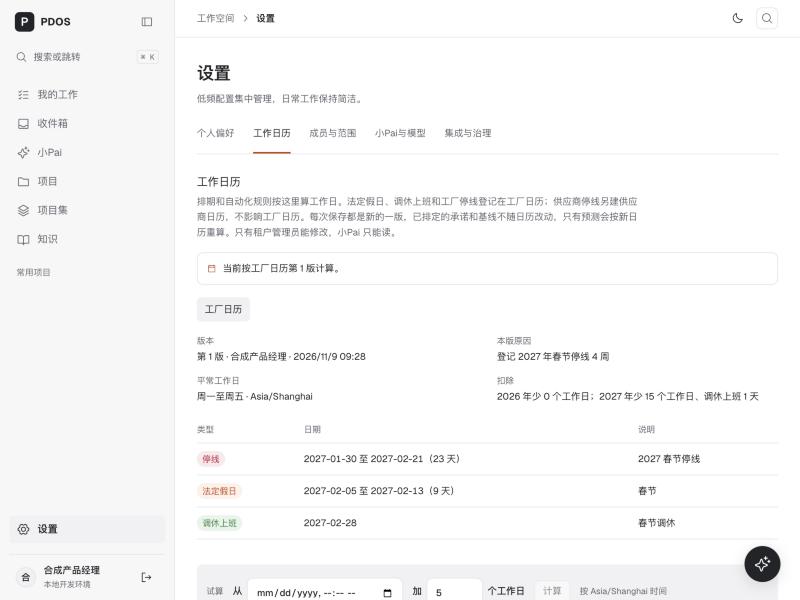 PDOS
搜索或跳转
⌘ K
我的工作
收件箱
小Pai
项目
项目集
知识
常用项目
设置
合
合成产品经理
本地开发环境
工作空间 > 设置
设置
低频配置集中管理，日常工作保持简洁。
个人偏好
工作日历
成员与范围
小Pai与模型
集成与治理
工作日历
排期和自动化规则按这里算工作日。法定假日、调休上班和工厂停线登记在工厂日历；供应商停线另建供应
商日历，不影响工厂日历。每次保存都是新的一版，已排定的承诺和基线不随日历改动，只有预测会按新日
历重算。只有租户管理员能修改，小Pai 只能读。
当前按工厂日历第 1 版计算。
工厂日历
版本
第 1 版 · 合成产品经理 · 2026/11/9 09:28
本版原因
登记 2027 年春节停线 4 周
平常工作日
周一至周五 · Asia/Shanghai
扣除
2026 年少 0 个工作日；2027 年少 15 个工作日、调休上班 1 天
类型 日期 说明
停线 2027-01-30 至 2027-02-21（23 天） 2027 春节停线
法定假日 2027-02-05 至 2027-02-13（9 天） 春节
调休上班 2027-02-28 春节调休
试算 从 mm/dd/yyyy, --:-- -- 加 5 个工作日 计算 按 Asia/Shanghai 时间